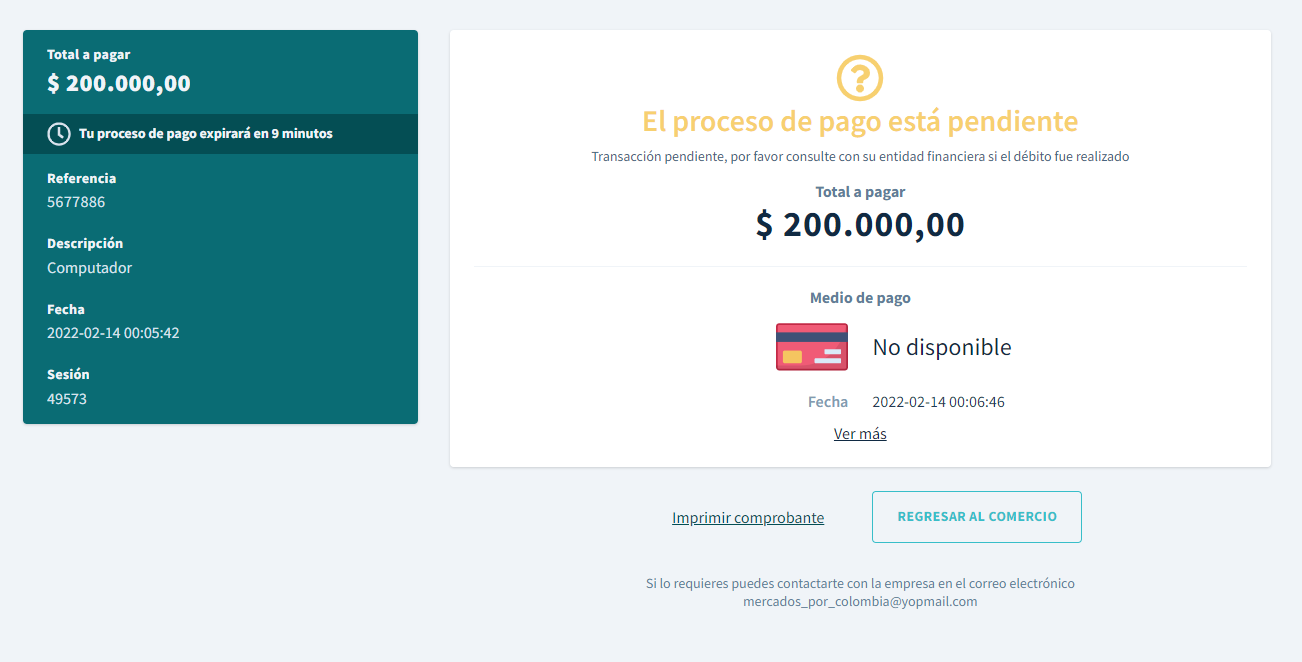 Total a pagar
$ 200.000,00
Tu proceso de pago expirará en 9 minutos
Referencia
5677886
Descripción
Computador
Fecha
2022-02-14 00:05:42
Sesión
49573
El proceso de pago está pendiente
Transacción pendiente, por favor consulte con su entidad financiera si el débito fue realizado
Total a pagar
$ 200.000,00
Medio de pago
No disponible
Fecha 2022-02-14 00:06:46
Ver más
Imprimir comprobante
REGRESAR AL COMERCIO
Si lo requieres puedes contactarte con la empresa en el correo electrónico
mercados_por_colombia@yopmail.com